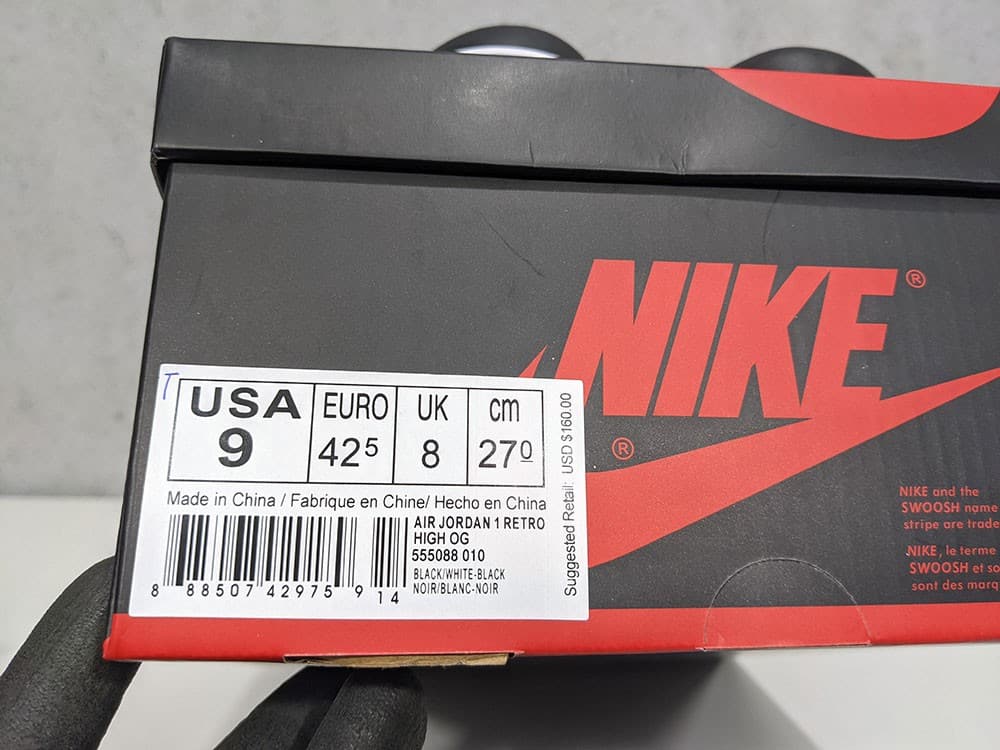 NIKE ®
®
T
USA EURO UK cm
9 42 5 8 27 0
Made in China / Fabrique en Chine/ Hecho en China
AIR JORDAN 1 RETRO
HIGH OG
555088 010
BLACK/WHITE-BLACK
NOIR/BLANC-NOIR
8 88507 42975 9 14
Suggested Retail: USD $160.00
NIKE and the
SWOOSH name
stripe are trade
NIKE, le terme
SWOOSH et so
sont des marq